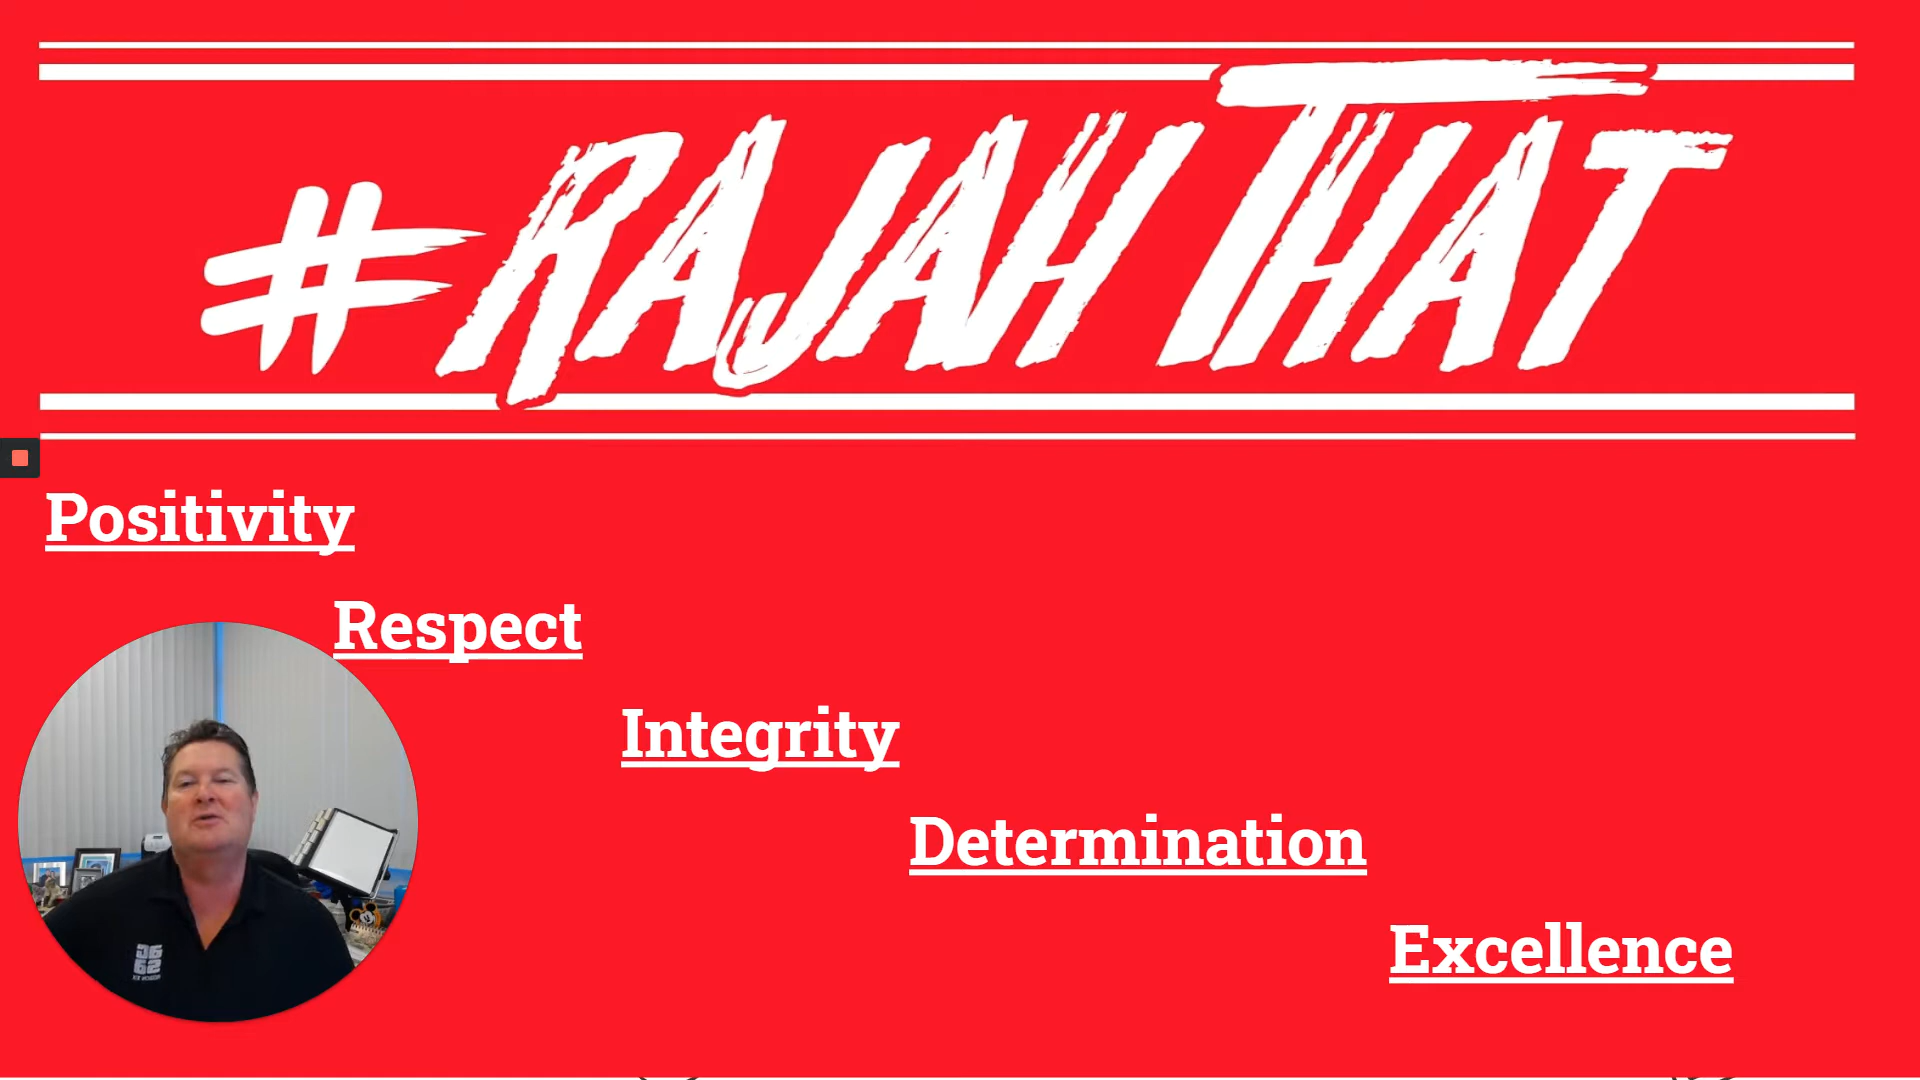 #RAJAH THAT
Positivity
Respect
Integrity
Determination
Excellence